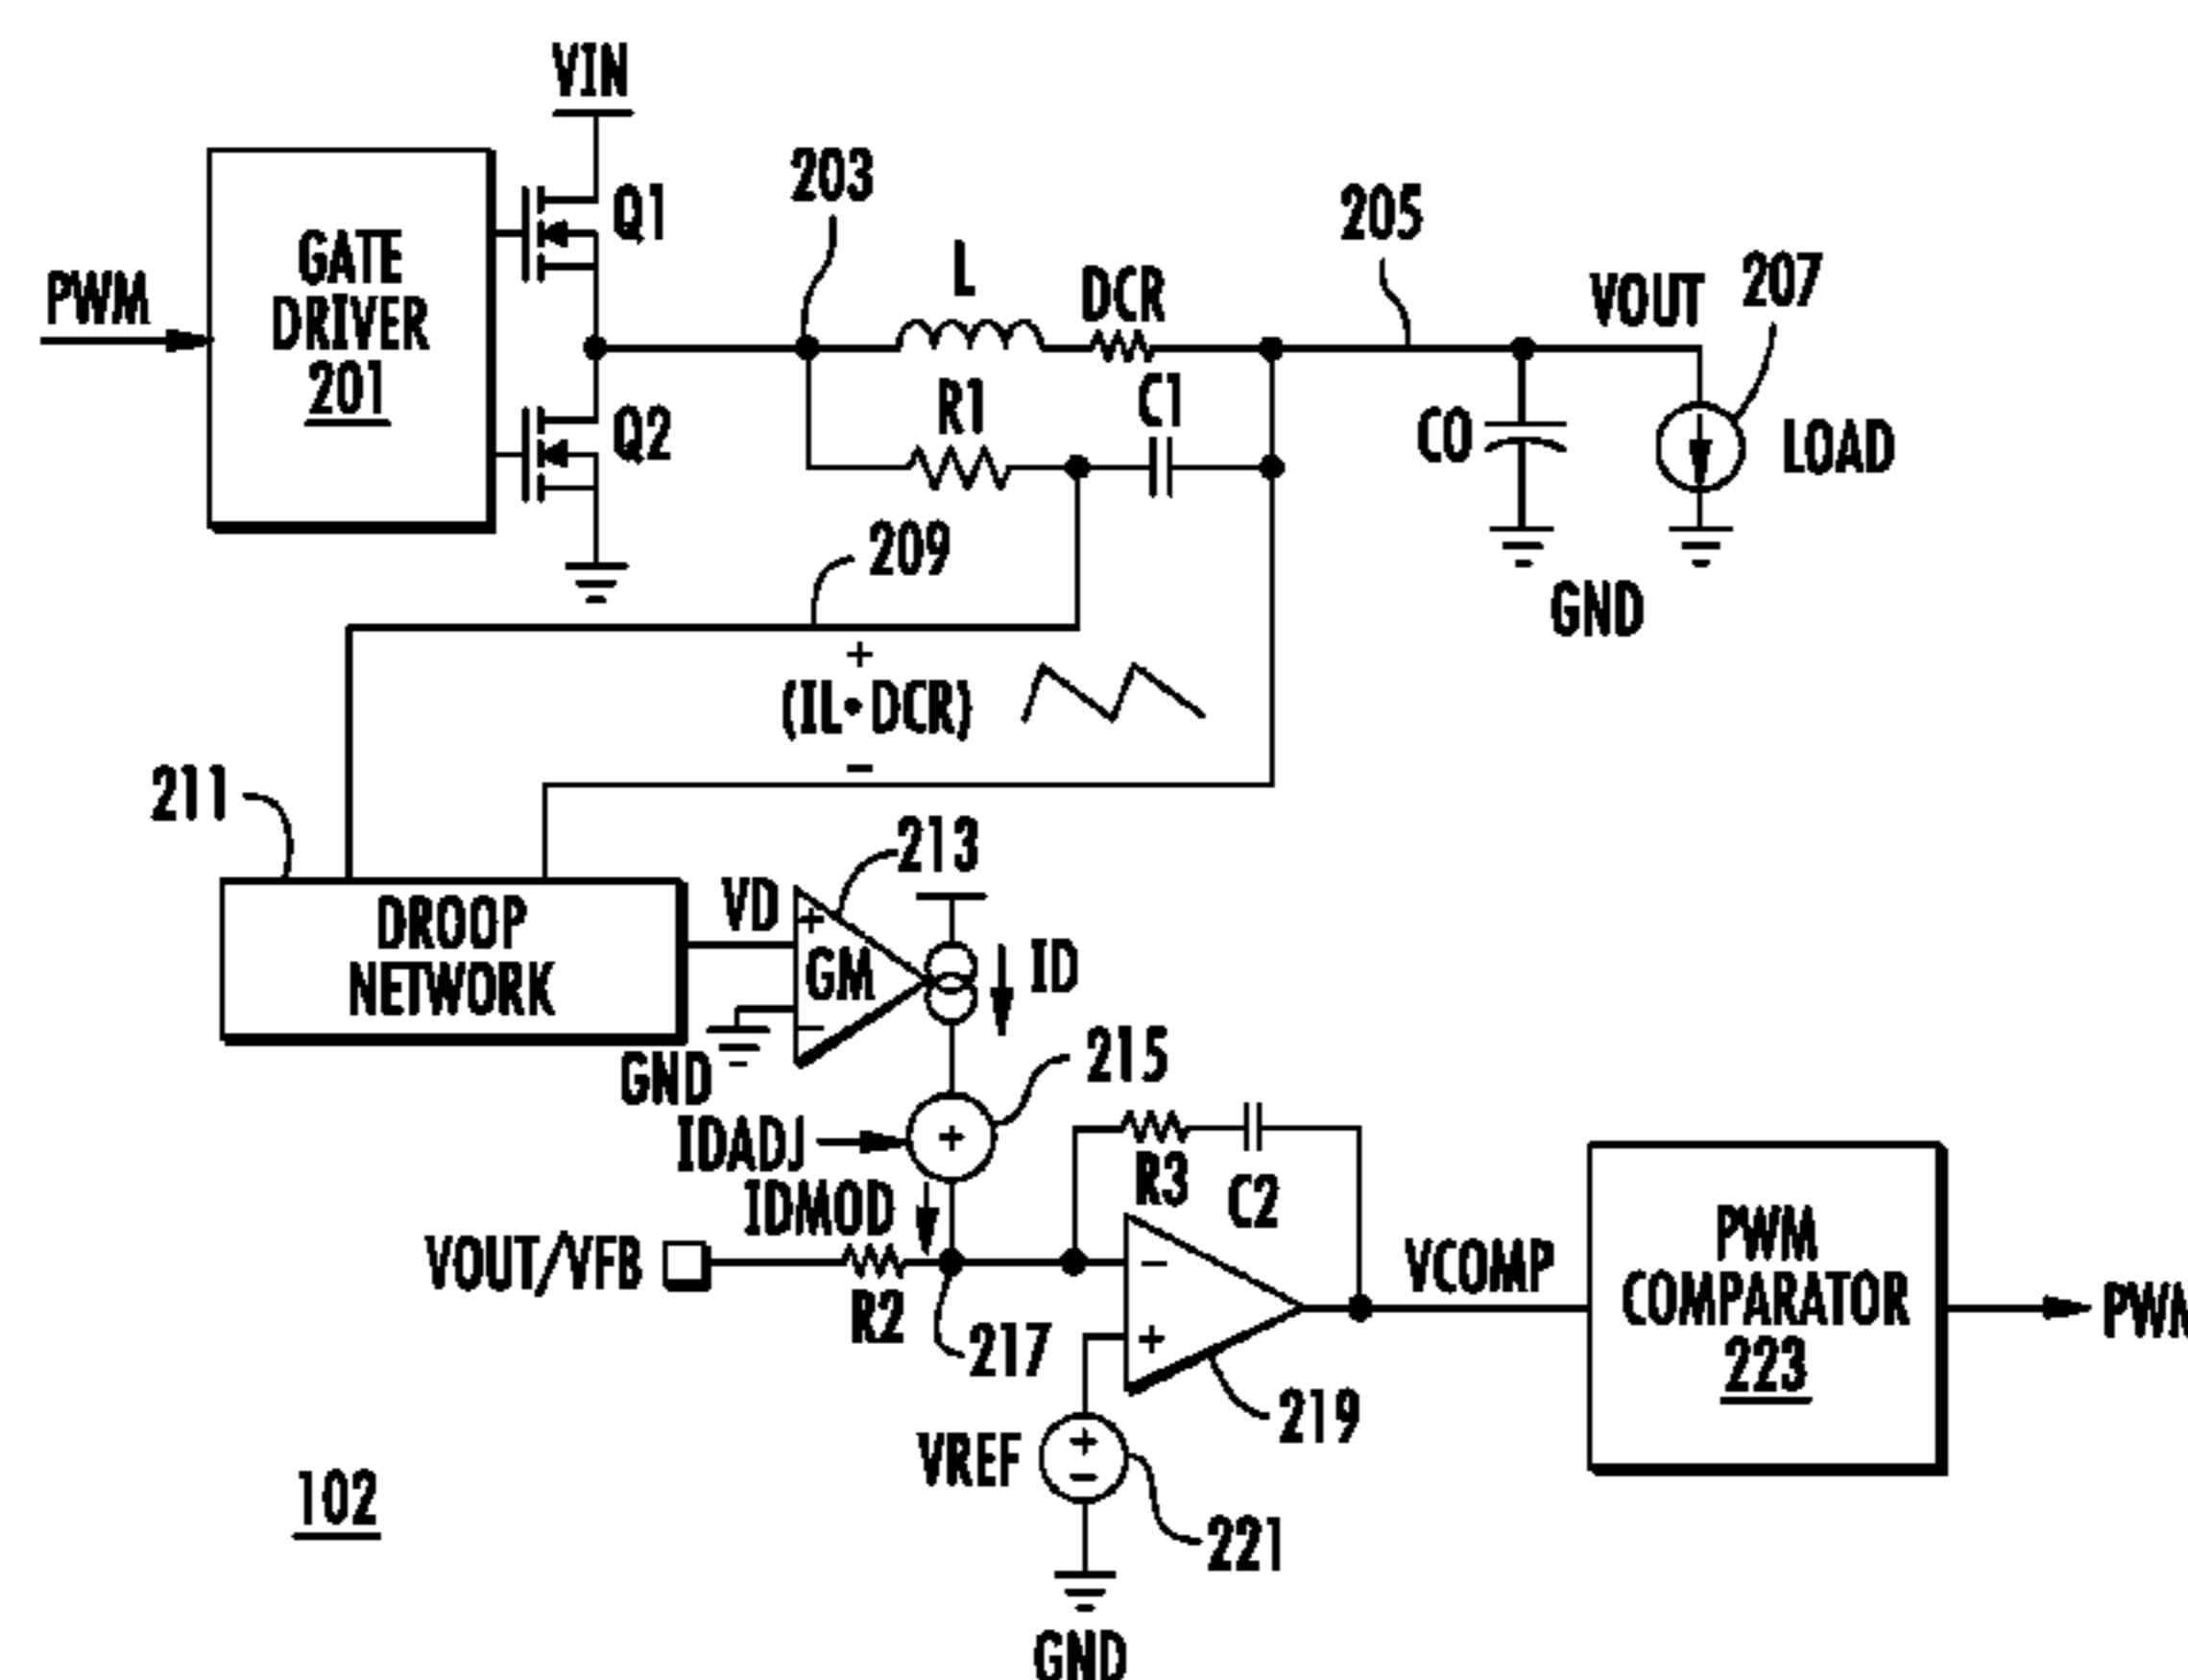 VIN
203
Q1
205
GATE
DRIVER
201
PWM
L
DCR
VOUT
207
R1
C1
Q2
CO
LOAD
209
GND
+
(IL•DCR)
−
211
213
DROOP
NETWORK
VD
+
GM
−
ID
GND
215
IDADJ
+
R3
C2
IDMOD
VOUT/VFB
R2
217
−
+
VCOMP
PWM
COMPARATOR
223
PWM
219
VREF
+
−
221
102
GND